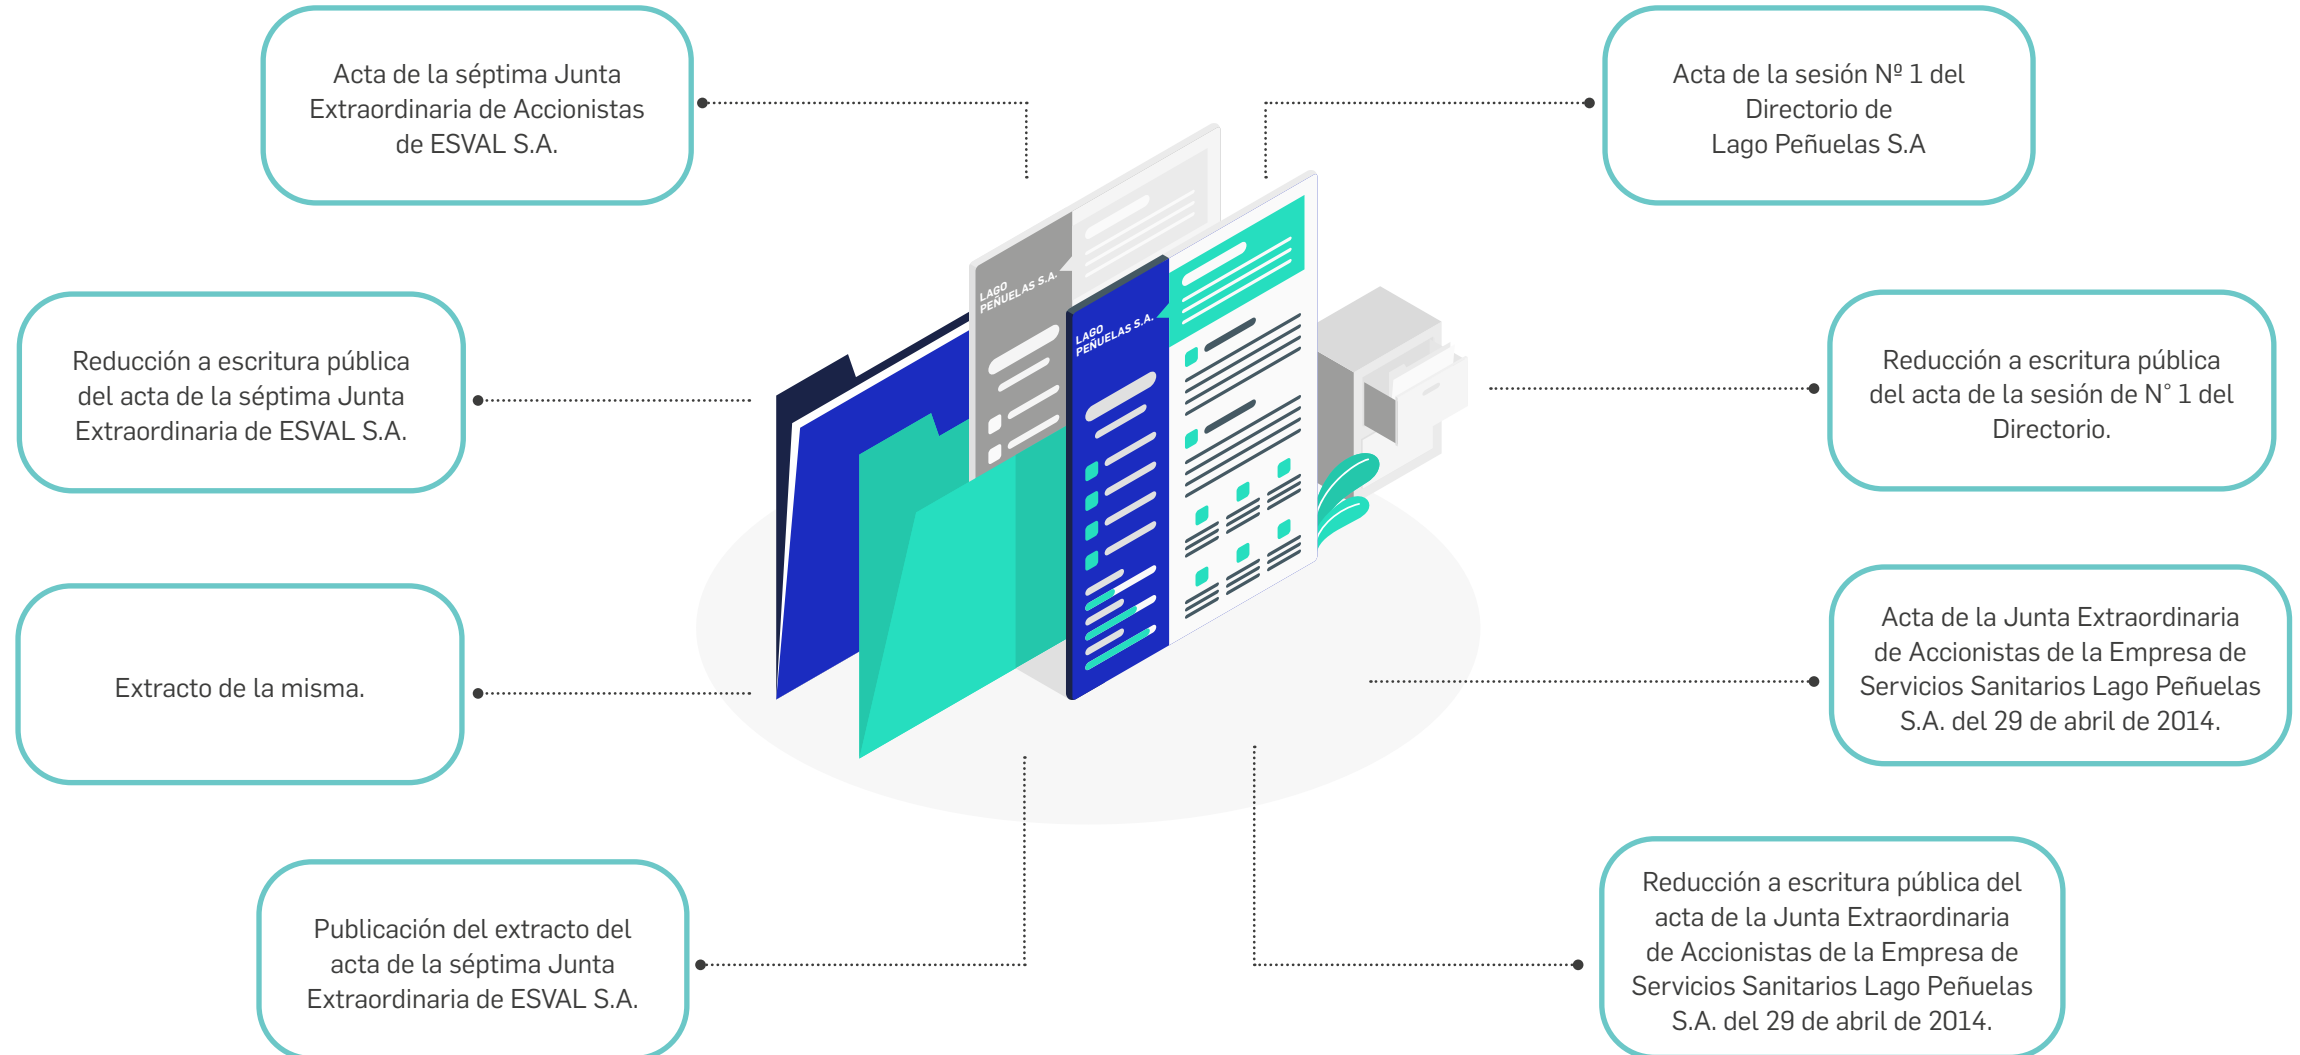 Acta de la séptima Junta
Extraordinaria de Accionistas
de ESVAL S.A.
Reducción a escritura pública
del acta de la séptima Junta
Extraordinaria de ESVAL S.A.
Extracto de la misma.
Publicación del extracto del
acta de la séptima Junta
Extraordinaria de ESVAL S.A.
LAGO
PEÑUELAS S.A.
LAGO
PEÑUELAS S.A.
Acta de la sesión Nº 1 del
Directorio de
Lago Peñuelas S.A
Reducción a escritura pública
del acta de la sesión de N° 1 del
Directorio.
Acta de la Junta Extraordinaria
de Accionistas de la Empresa de
Servicios Sanitarios Lago Peñuelas
S.A. del 29 de abril de 2014.
Reducción a escritura pública del
acta de la Junta Extraordinaria
de Accionistas de la Empresa de
Servicios Sanitarios Lago Peñuelas
S.A. del 29 de abril de 2014.